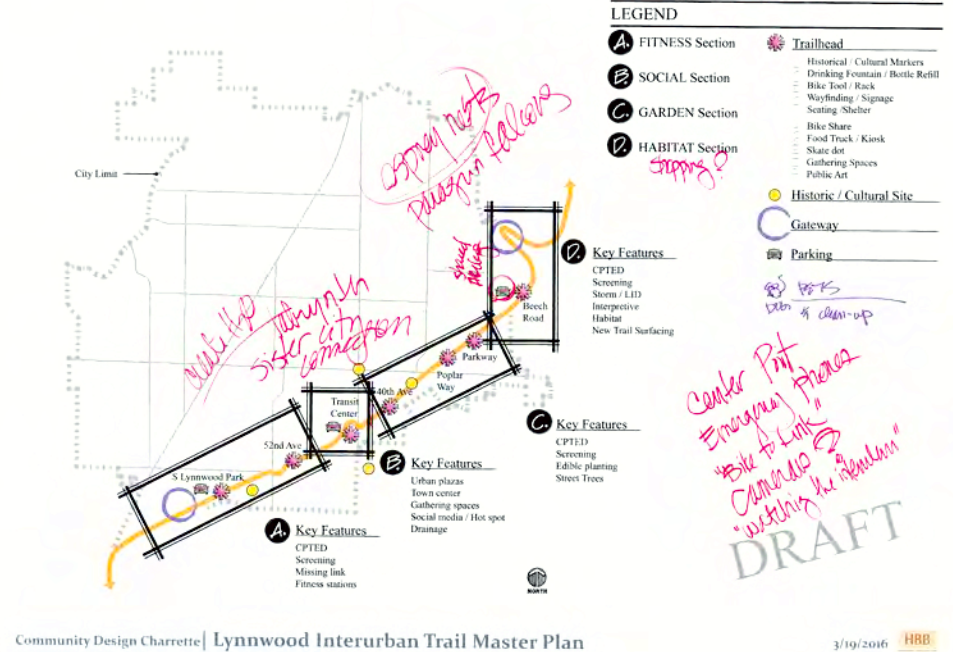 LEGEND
A. FITNESS Section
B. SOCIAL Section
C. GARDEN Section
D. HABITAT Section
Shopping?
Trailhead
Historical / Cultural Markers
Drinking Fountain / Bottle Refill
Bike Tool / Rack
Wayfinding / Signage
Seating /Shelter
Bike Share
Food Truck / Kiosk
Skate dot
Gathering Spaces
Public Art
Historic / Cultural Site
Gateway
Parking
clean-up
osprey nests
falcons
City Limit
labrynth
sister city
connection
Beech
Road
Parkway
Poplar
Way
40th Ave
Transit
Center
52nd Ave
S Lynnwood Park
D. Key Features
CPTED
Screening
Storm / LID
Interpretive
Habitat
New Trail Surfacing
C. Key Features
CPTED
Screening
Edible planting
Street Trees
B. Key Features
Urban plazas
Town center
Gathering spaces
Social media / Hot spot
Drainage
A. Key Features
CPTED
Screening
Missing link
Fitness stations
Center Point
Emergency Phones
"Bike to Link"
Cameras?
DRAFT
NORTH
Community Design Charrette| Lynnwood Interurban Trail Master Plan
3/19/2016 HBB